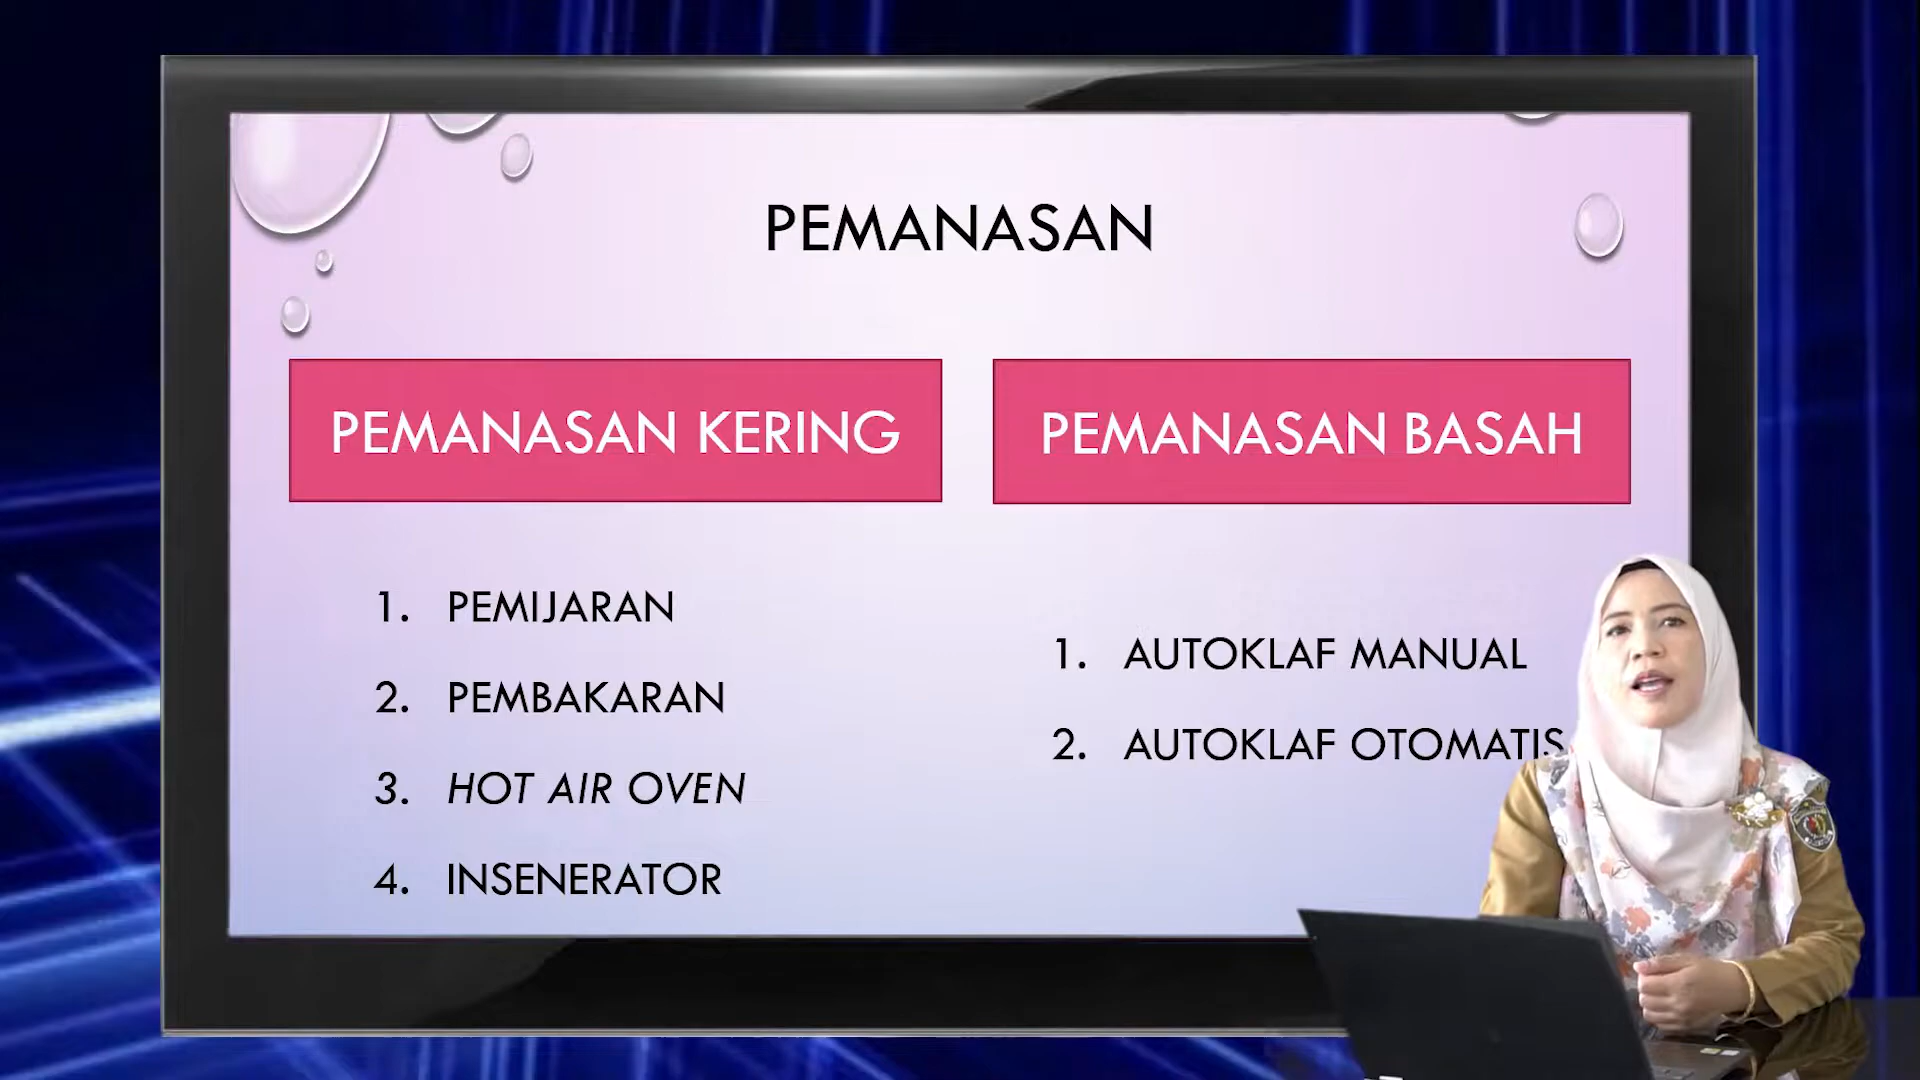 PEMANASAN
PEMANASAN KERING
1. PEMIJARAN
2. PEMBAKARAN
3. HOT AIR OVEN
4. INSENERATOR
PEMANASAN BASAH
1. AUTOKLAF MANUAL
2. AUTOKLAF OTOMATIS